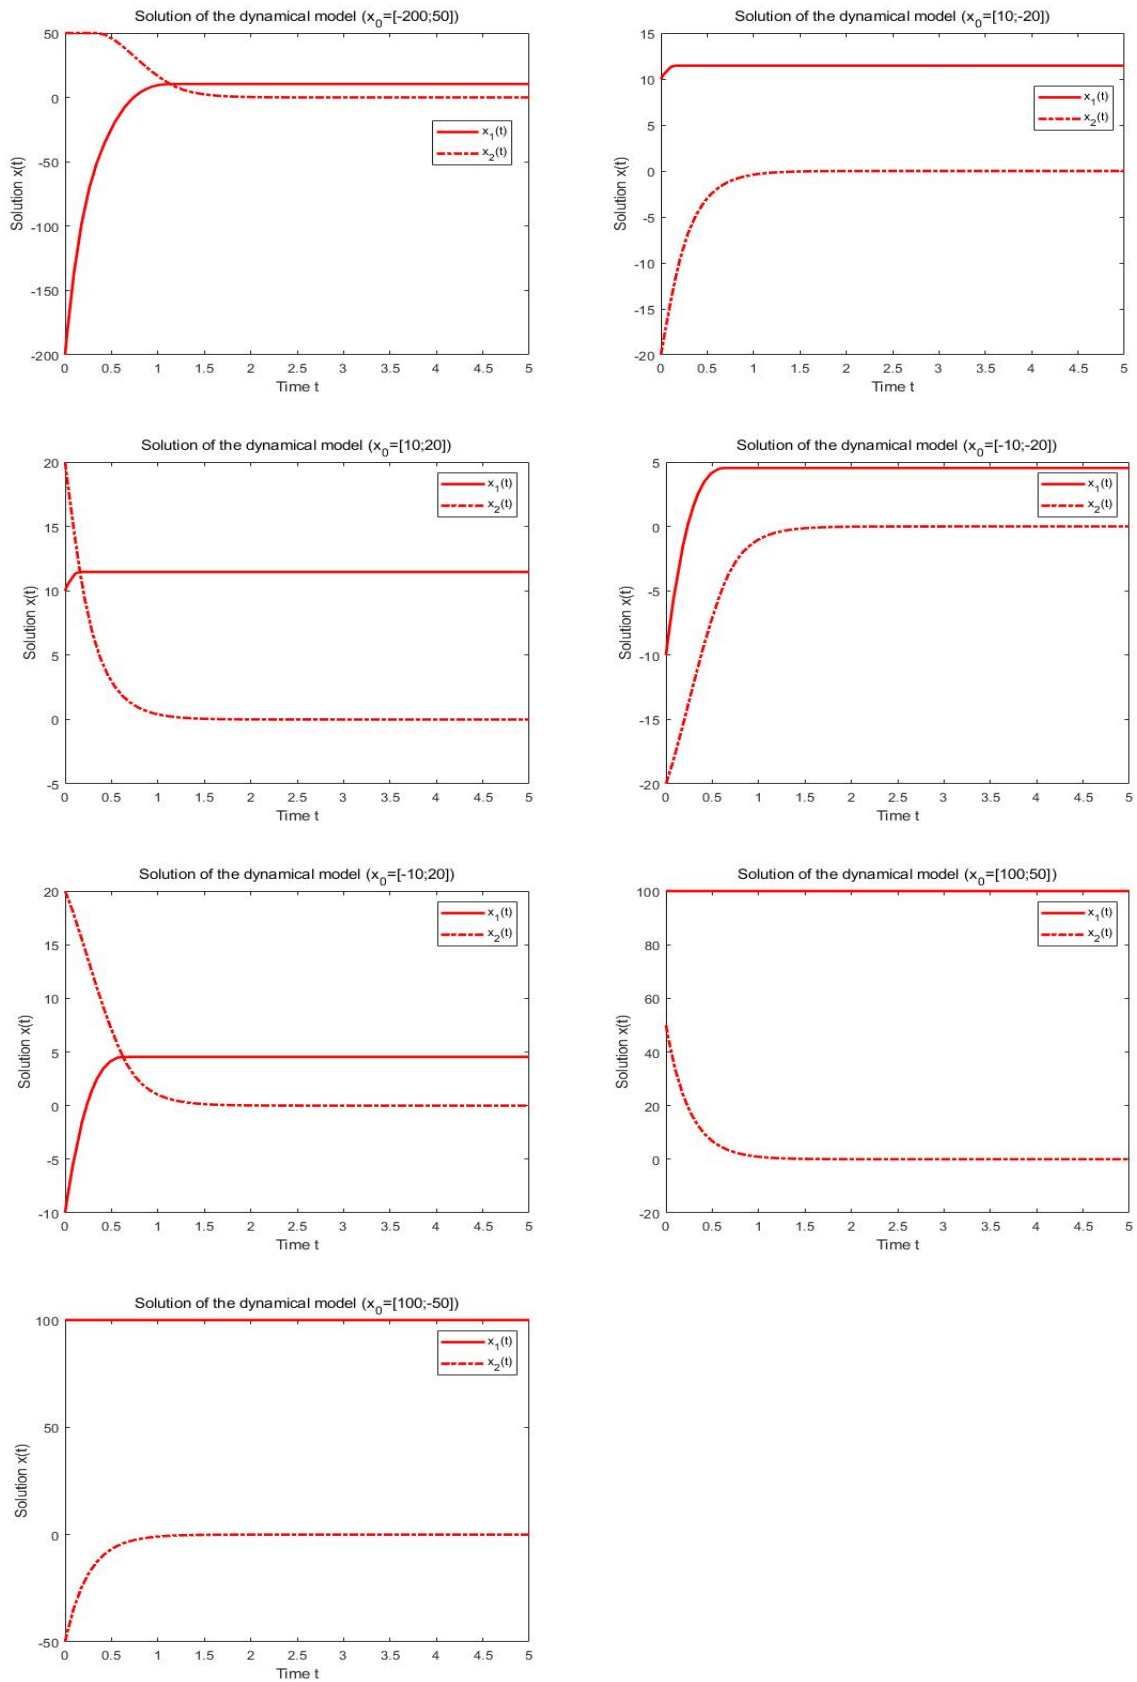 Solution of the dynamical model (x0=[-200;50])
50
0
-50
-100
-150
-200
Solution x(t)
x1(t)
x2(t)
0 0.5 1 1.5 2 2.5 3 3.5 4 4.5 5
Time t
Solution of the dynamical model (x0=[10;-20])
15
10
5
0
-5
-10
-15
-20
Solution x(t)
x1(t)
x2(t)
0 0.5 1 1.5 2 2.5 3 3.5 4 4.5 5
Time t
Solution of the dynamical model (x0=[10;20])
20
15
10
5
0
-5
Solution x(t)
x1(t)
x2(t)
0 0.5 1 1.5 2 2.5 3 3.5 4 4.5 5
Time t
Solution of the dynamical model (x0=[-10;-20])
5
0
-5
-10
-15
-20
Solution x(t)
x1(t)
x2(t)
0 0.5 1 1.5 2 2.5 3 3.5 4 4.5 5
Time t
Solution of the dynamical model (x0=[-10;20])
20
15
10
5
0
-5
-10
Solution x(t)
x1(t)
x2(t)
0 0.5 1 1.5 2 2.5 3 3.5 4 4.5 5
Time t
Solution of the dynamical model (x0=[100;50])
100
80
60
40
20
0
-20
Solution x(t)
x1(t)
x2(t)
0 0.5 1 1.5 2 2.5 3 3.5 4 4.5 5
Time t
Solution of the dynamical model (x0=[100;-50])
100
50
0
-50
Solution x(t)
x1(t)
x2(t)
0 0.5 1 1.5 2 2.5 3 3.5 4 4.5 5
Time t